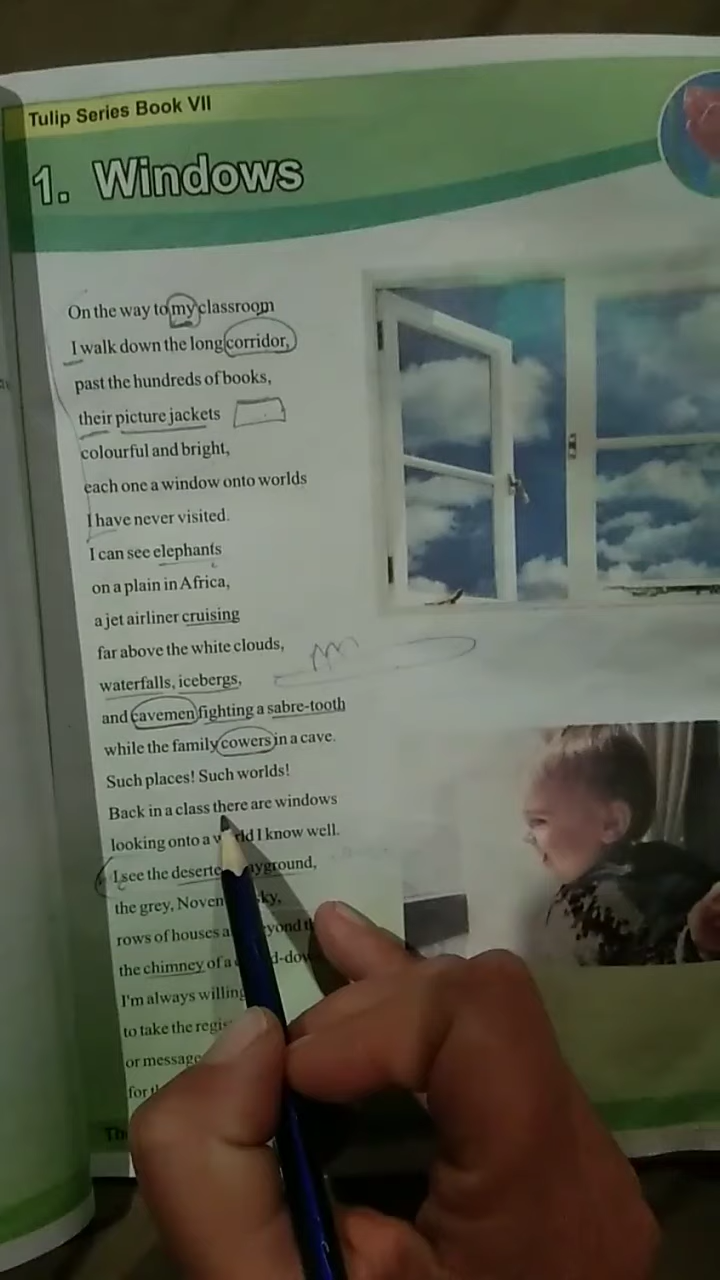 Tulip Series Book VII
1. Windows
On the way to my classroom
I walk down the long corridor,
past the hundreds of books,
their picture jackets
colourful and bright,
each one a window onto worlds
I have never visited.
I can see elephants
on a plain in Africa,
a jet airliner cruising
far above the white clouds,
waterfalls, icebergs,
and cavemen fighting a sabre-tooth
while the family cowers in a cave.
Such places! Such worlds!
Back in a class there are windows
looking onto a I know well.
I see the
the grey,
rows of houses
the chimney of a
I'm always willing
to take the
or